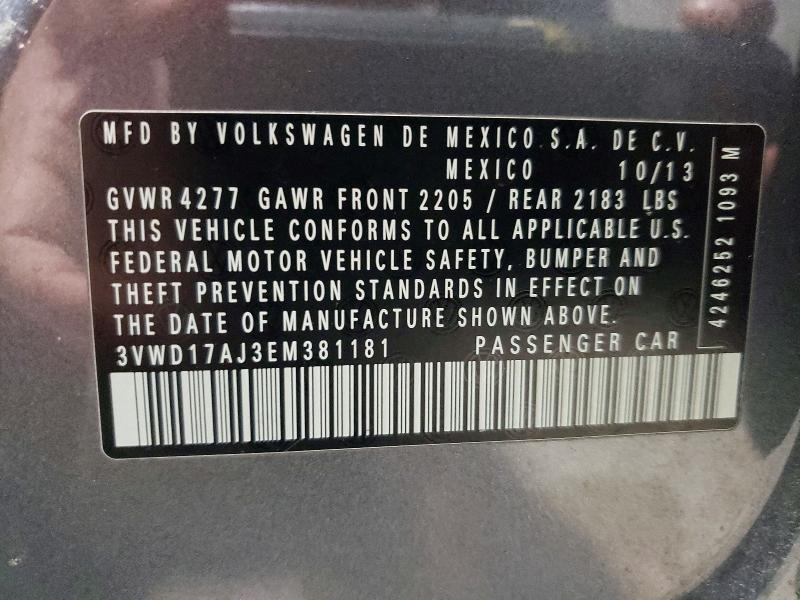 MFD BY VOLKSWAGEN DE MEXICO S.A. DE C.V.
MEXICO 10/13
GVWR 4277 GAWR FRONT 2205 / REAR 2183 LBS
THIS VEHICLE CONFORMS TO ALL APPLICABLE U.S.
FEDERAL MOTOR VEHICLE SAFETY, BUMPER AND
THEFT PREVENTION STANDARDS IN EFFECT ON
THE DATE OF MANUFACTURE SHOWN ABOVE.
3VWD17AJ3EM381181 PASSENGER CAR
4246252 1093 M